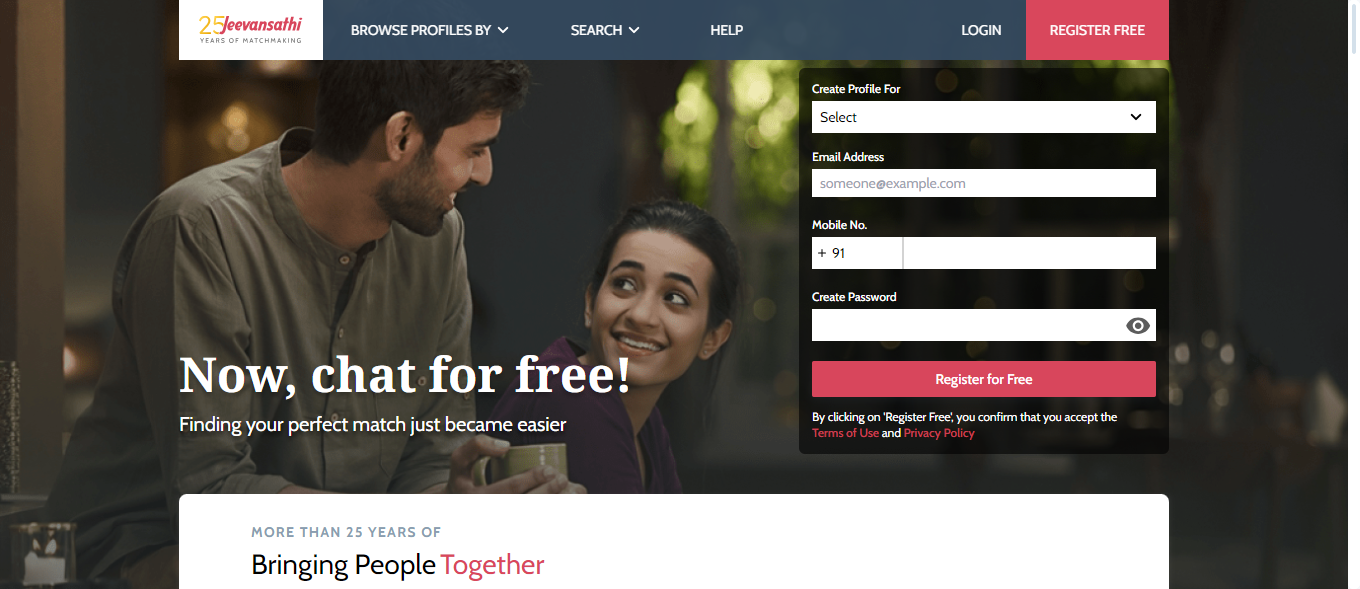 25 Jeevansathi
YEARS OF MATCHMAKING
BROWSE PROFILES BY
SEARCH
HELP
LOGIN
REGISTER FREE
Now, chat for free!
Finding your perfect match just became easier
Create Profile For
Select
Email Address
someone@example.com
Mobile No.
+ 91
Create Password
Register for Free
By clicking on 'Register Free', you confirm that you accept the
Terms of Use and Privacy Policy
MORE THAN 25 YEARS OF
Bringing People Together